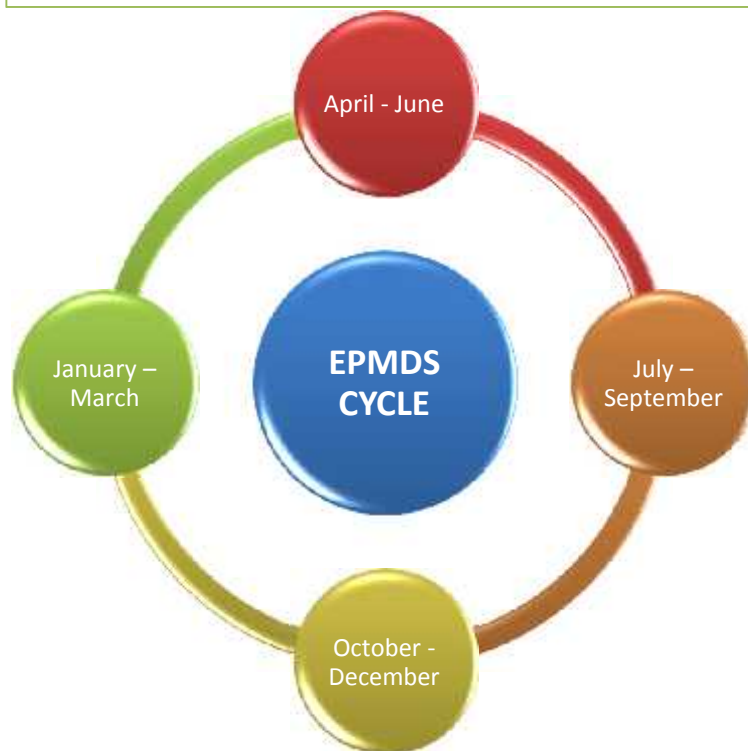 April - June
January –
March
EPMDS
CYCLE
July –
September
October -
December